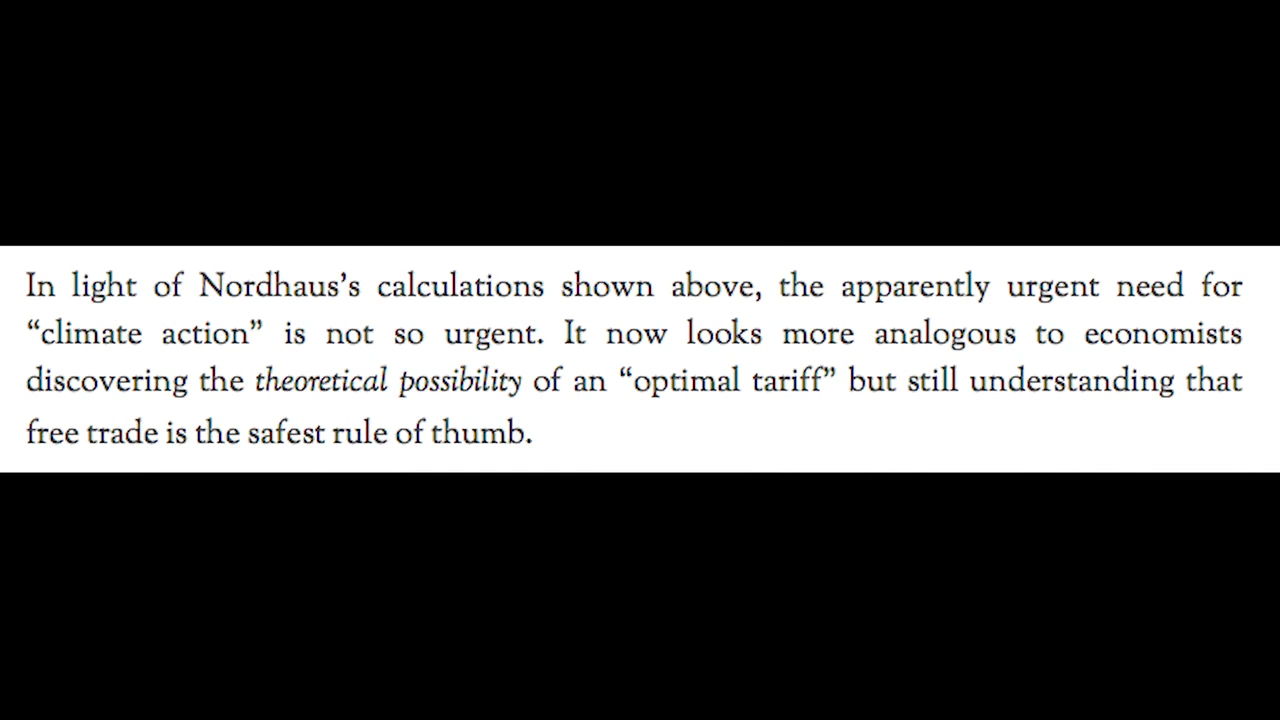 In light of Nordhaus’s calculations shown above, the apparently urgent need for
“climate action” is not so urgent. It now looks more analogous to economists
discovering the theoretical possibility of an “optimal tariff” but still understanding that
free trade is the safest rule of thumb.